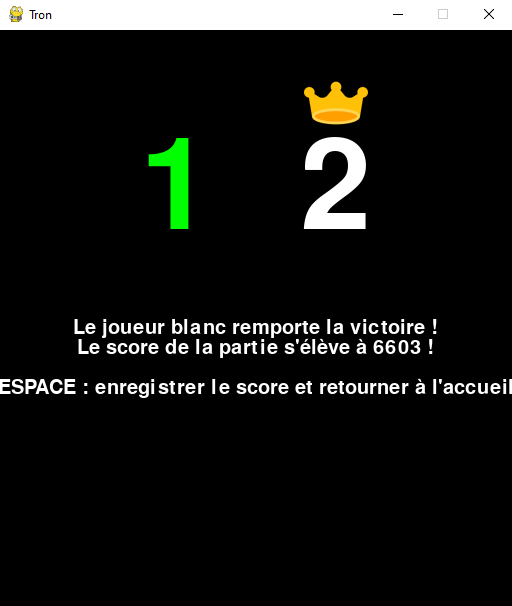 Tron
1 2
Le joueur blanc remporte la victoire !
Le score de la partie s'élève à 6603 !
ESPACE : enregistrer le score et retourner à l'accueil